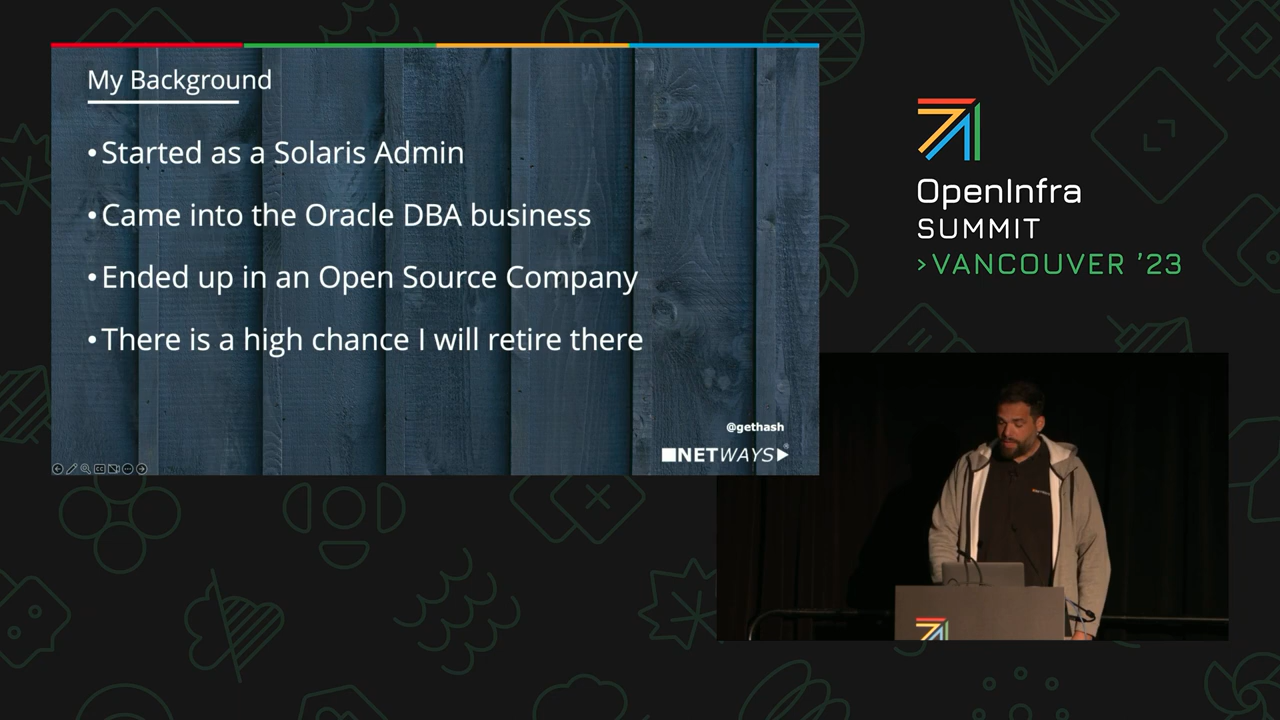 My Background
• Started as a Solaris Admin
• Came into the Oracle DBA business
• Ended up in an Open Source Company
• There is a high chance I will retire there
@gethash
NETWAYS®
OpenInfra
SUMMIT
>VANCOUVER '23